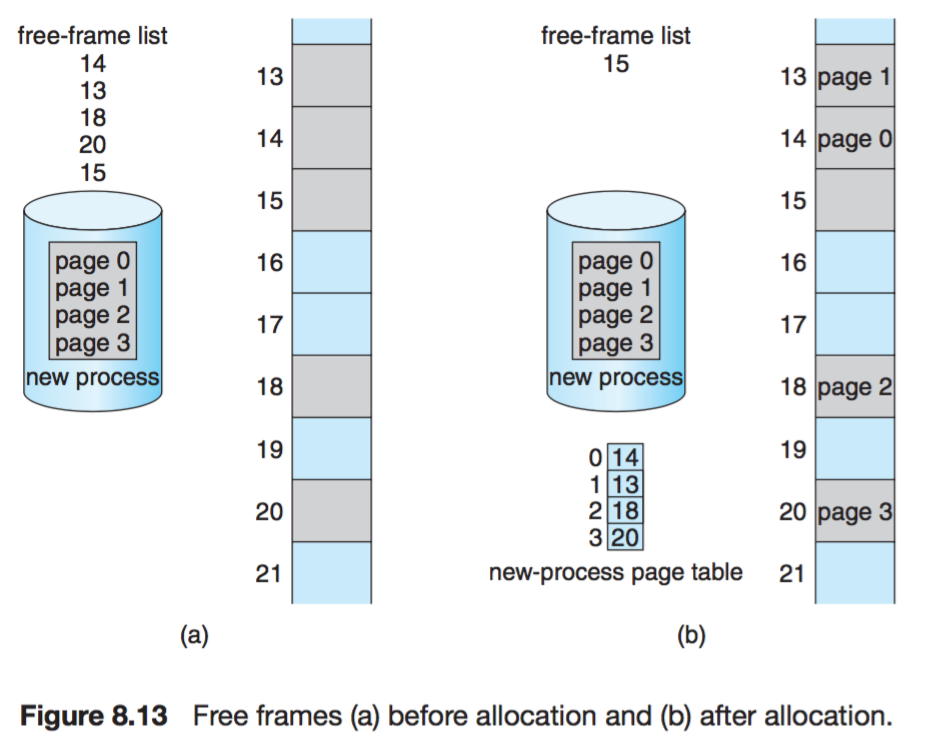 free-frame list
14
13
18
20
15
page 0
page 1
page 2
page 3
new process
13
14
15
16
17
18
19
20
21
(a)
free-frame list
15
page 0
page 1
page 2
page 3
new process
0 14
1 13
2 18
3 20
new-process page table
13 page 1
14 page 0
15
16
17
18 page 2
19
20 page 3
21
(b)
Figure 8.13 Free frames (a) before allocation and (b) after allocation.